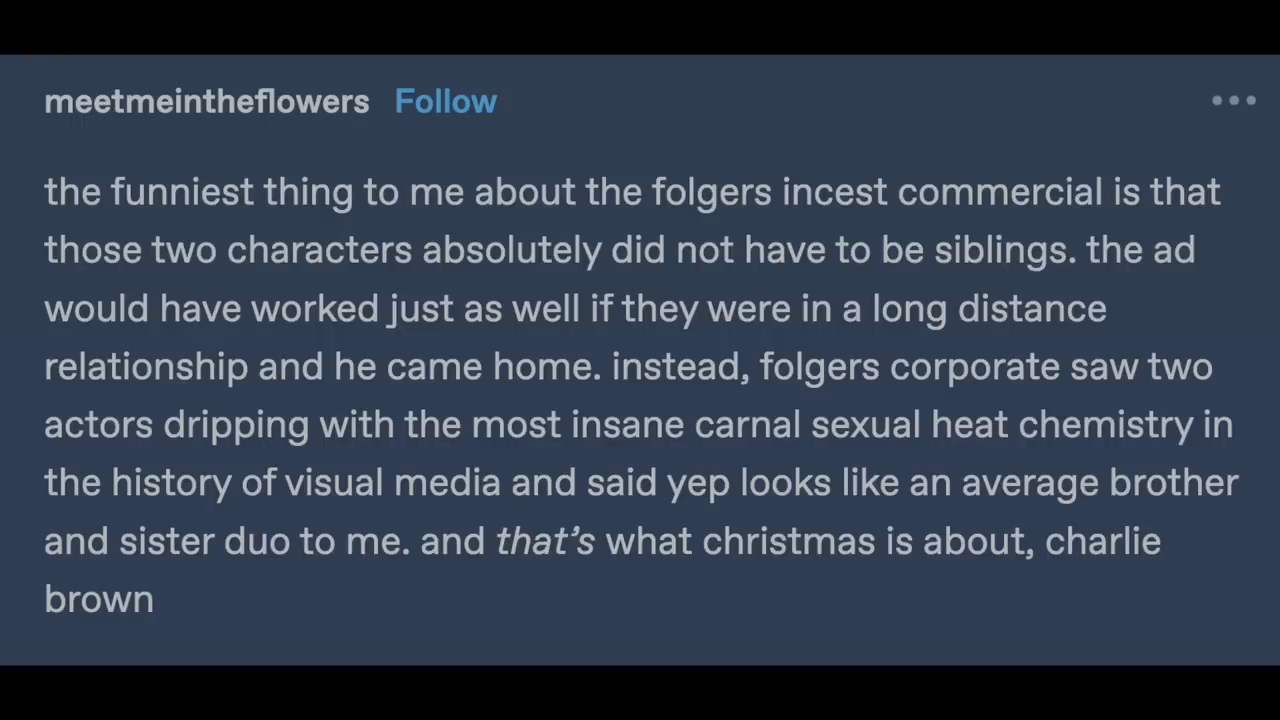 meetmeintheflowers Follow
the funniest thing to me about the folgers incest commercial is that
those two characters absolutely did not have to be siblings. the ad
would have worked just as well if they were in a long distance
relationship and he came home. instead, folgers corporate saw two
actors dripping with the most insane carnal sexual heat chemistry in
the history of visual media and said yep looks like an average brother
and sister duo to me. and that’s what christmas is about, charlie
brown